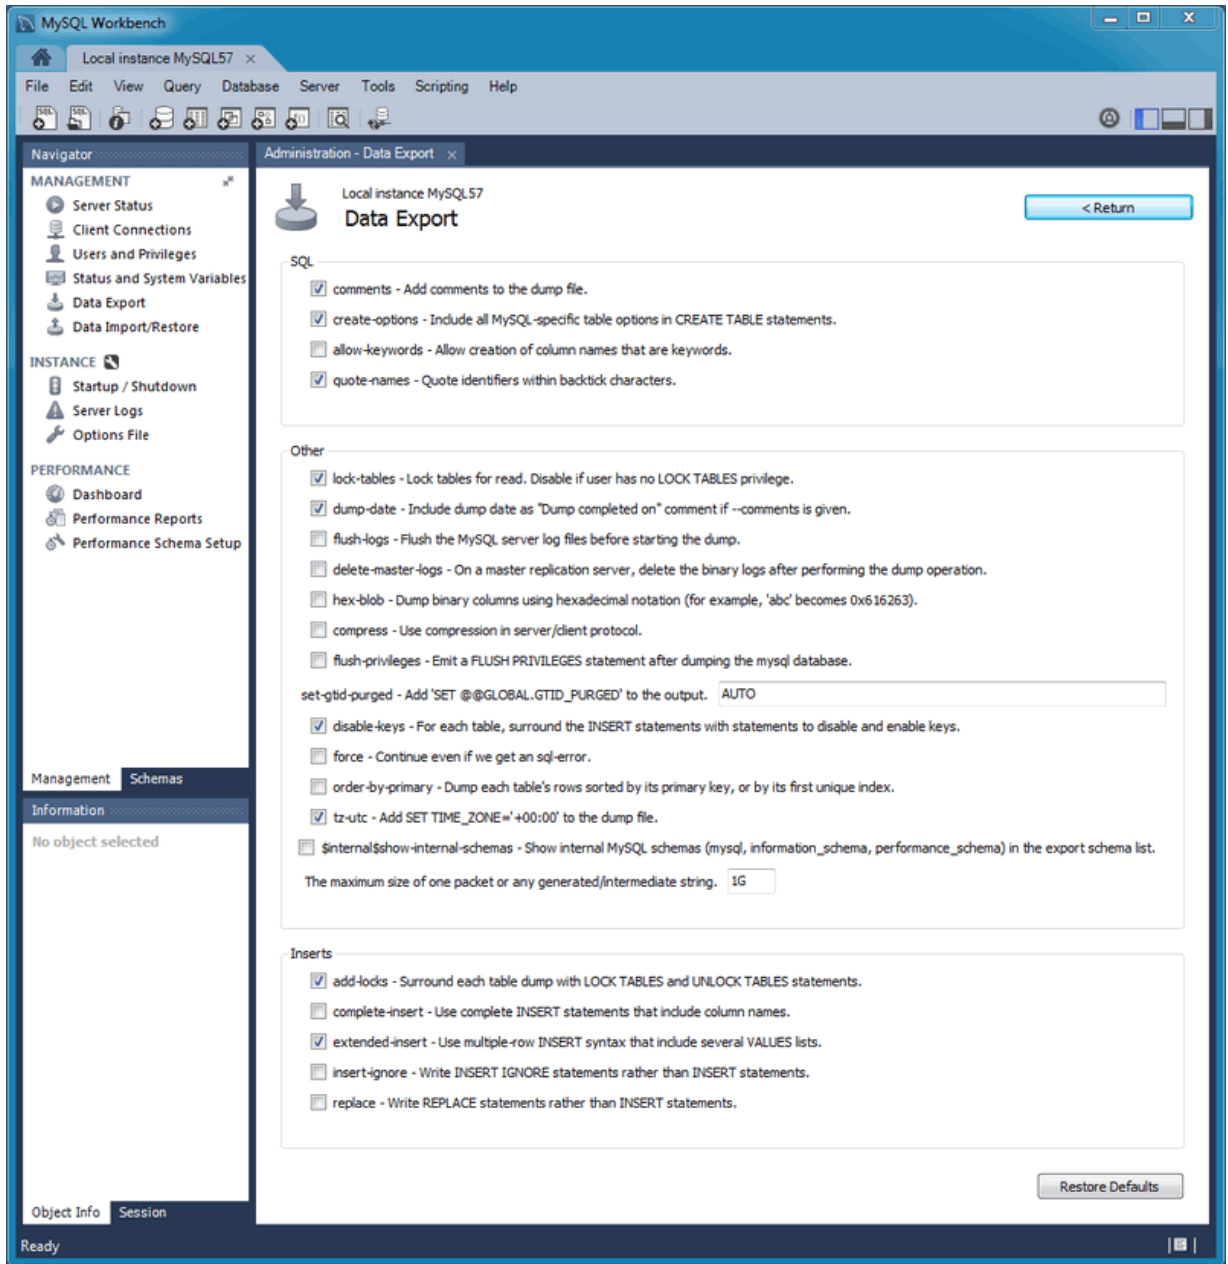 MySQL Workbench
Local instance MySQL57
File Edit View Query Database Server Tools Scripting Help
Navigator
MANAGEMENT
Server Status
Client Connections
Users and Privileges
Status and System Variables
Data Export
Data Import/Restore
INSTANCE
Startup / Shutdown
Server Logs
Options File
PERFORMANCE
Dashboard
Performance Reports
Performance Schema Setup
Management Schemas
Information
No object selected
Object Info Session
Administration - Data Export
Local instance MySQL57
Data Export
< Return
SQL
comments - Add comments to the dump file.
create-options - Include all MySQL-specific table options in CREATE TABLE statements.
allow-keywords - Allow creation of column names that are keywords.
quote-names - Quote identifiers within backtick characters.
Other
lock-tables - Lock tables for read. Disable if user has no LOCK TABLES privilege.
dump-date - Include dump date as "Dump completed on" comment if --comments is given.
flush-logs - Flush the MySQL server log files before starting the dump.
delete-master-logs - On a master replication server, delete the binary logs after performing the dump operation.
hex-blob - Dump binary columns using hexadecimal notation (for example, 'abc' becomes 0x616263).
compress - Use compression in server/client protocol.
flush-privileges - Emit a FLUSH PRIVILEGES statement after dumping the mysql database.
set-gtid-purged - Add 'SET @@GLOBAL.GTID_PURGED' to the output. AUTO
disable-keys - For each table, surround the INSERT statements with statements to disable and enable keys.
force - Continue even if we get an sql-error.
order-by-primary - Dump each table's rows sorted by its primary key, or by its first unique index.
tz-utc - Add SET TIME_ZONE='+00:00' to the dump file.
$internal$show-internal-schemas - Show internal MySQL schemas (mysql, information_schema, performance_schema) in the export schema list.
The maximum size of one packet or any generated/intermediate string. 1G
Inserts
add-locks - Surround each table dump with LOCK TABLES and UNLOCK TABLES statements.
complete-insert - Use complete INSERT statements that include column names.
extended-insert - Use multiple-row INSERT syntax that include several VALUES lists.
insert-ignore - Write INSERT IGNORE statements rather than INSERT statements.
replace - Write REPLACE statements rather than INSERT statements.
Restore Defaults
Ready